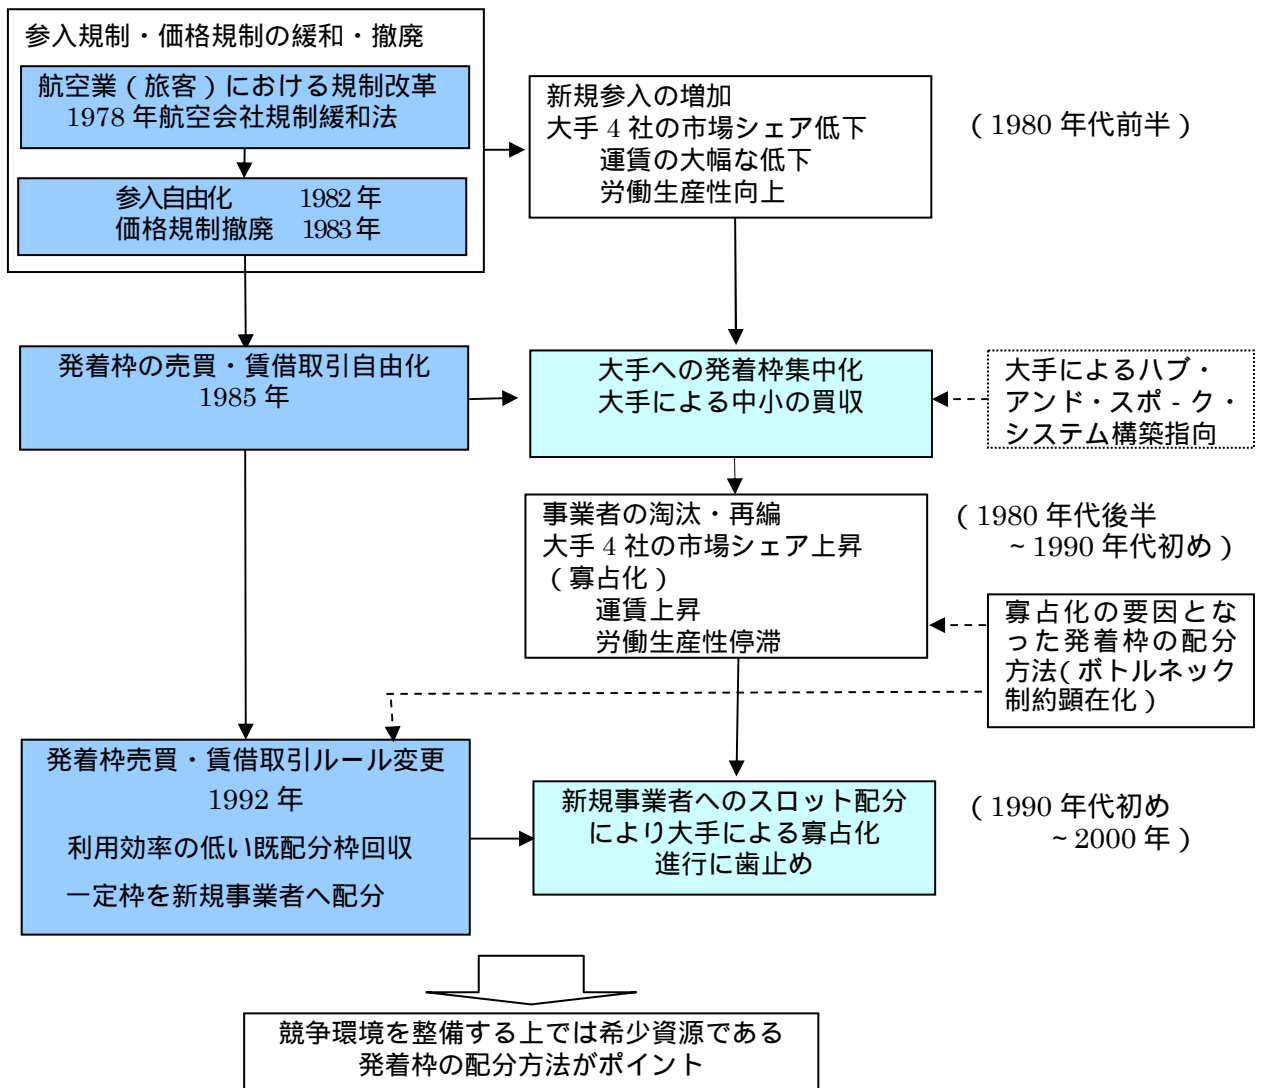 参入規制・価格規制の緩和・撤廃
航空業(旅客)における規制改革
1978 年航空会社規制緩和法
参入自由化 1982 年
価格規制撤廃 1983 年
新規参入の増加
大手 4 社の市場シェア低下
運賃の大幅な低下
労働生産性向上
(1980 年代前半)
発着枠の売買・賃借取引自由化
1985 年
大手への発着枠集中化
大手による中小の買収
大手によるハブ・
アンド・スポ-ク・
システム構築指向
事業者の淘汰・再編
大手 4 社の市場シェア上昇
(寡占化)
運賃上昇
労働生産性停滞
(1980 年代後半
~1990 年代初め)
寡占化の要因とな
った発着枠の配分
方法(ボトルネック
制約顕在化)
発着枠売買・賃借取引ルール変更
1992 年
利用効率の低い既配分枠回収
一定枠を新規事業者へ配分
新規事業者へのスロット配分
により大手による寡占化
進行に歯止め
(1990 年代初め
~2000 年)
競争環境を整備する上では希少資源である
発着枠の配分方法がポイント